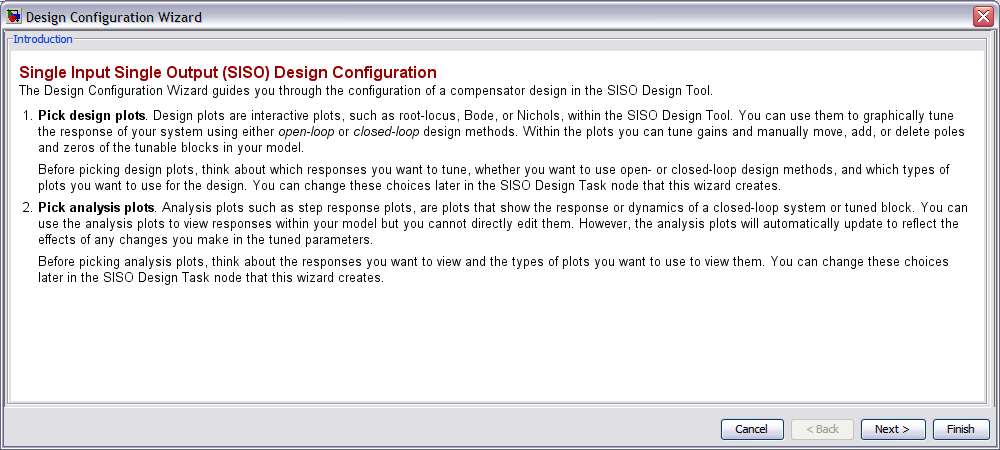 Design Configuration Wizard
Introduction
Single Input Single Output (SISO) Design Configuration
The Design Configuration Wizard guides you through the configuration of a compensator design in the SISO Design Tool.
1. Pick design plots. Design plots are interactive plots, such as root-locus, Bode, or Nichols, within the SISO Design Tool. You can use them to graphically tune
the response of your system using either open-loop or closed-loop design methods. Within the plots you can tune gains and manually move, add, or delete poles
and zeros of the tunable blocks in your model.
Before picking design plots, think about which responses you want to tune, whether you want to use open- or closed-loop design methods, and which types of
plots you want to use for the design. You can change these choices later in the SISO Design Task node that this wizard creates.
2. Pick analysis plots. Analysis plots such as step response plots, are plots that show the response or dynamics of a closed-loop system or tuned block. You can
use the analysis plots to view responses within your model but you cannot directly edit them. However, the analysis plots will automatically update to reflect the
effects of any changes you make in the tuned parameters.
Before picking analysis plots, think about the responses you want to view and the types of plots you want to use to view them. You can change these choices
later in the SISO Design Task node that this wizard creates.
Cancel < Back Next > Finish